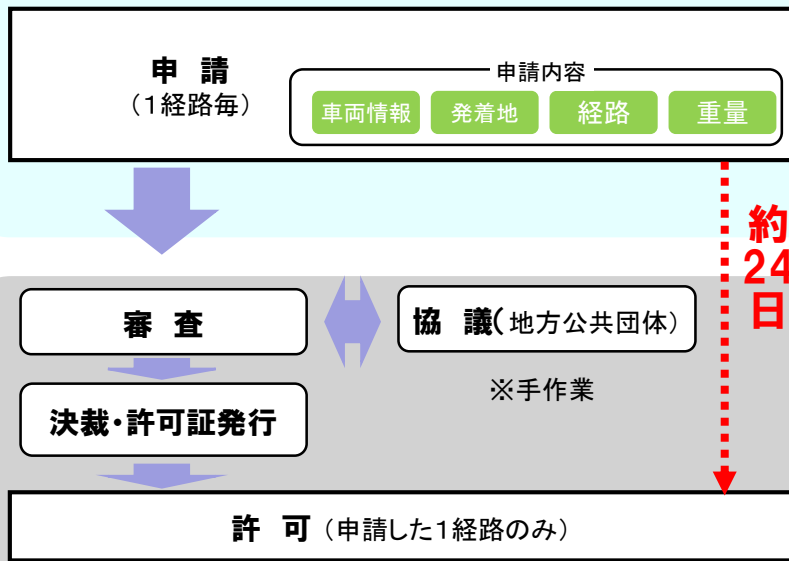 申 請
(1経路毎)
申請内容
車両情報 発着地 経路 重量
約
24
日
審 査
協 議(地方公共団体)
※手作業
決裁・許可証発行
許 可(申請した1経路のみ)